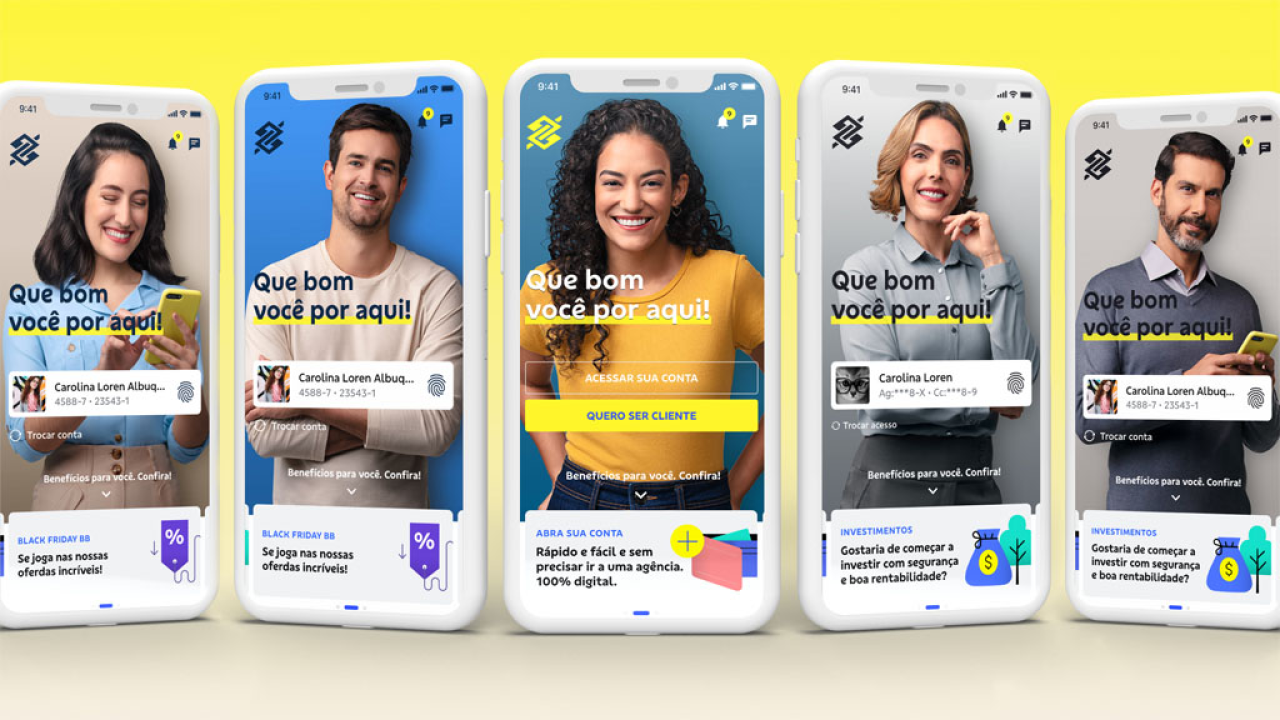 9:41
9
Que bom
você por aqui!
Carolina Loren Albuq...
4588-7 • 23543-1
Trocar conta
Benefícios para você. Confira!
BLACK FRIDAY BB
Se joga nas nossas
ofertas incríveis!
%
9:41
9
Que bom
você por aqui!
Carolina Loren Albuq...
4588-7 • 23543-1
Trocar conta
Benefícios para você. Confira!
BLACK FRIDAY BB
Se joga nas nossas
ofertas incríveis!
%
9:41
9
Que bom
você por aqui!
ACESSAR SUA CONTA
QUERO SER CLIENTE
Benefícios para você. Confira!
ABRA SUA CONTA
Rápido e fácil e sem
precisar ir a uma agência.
100% digital.
9:41
9
Que bom
você por aqui!
Carolina Loren
Ag:***8-X • Cc:***8-9
Trocar acesso
Benefícios para você. Confira!
INVESTIMENTOS
Gostaria de começar a
investir com segurança
e boa rentabilidade?
$
9:41
9
Que bom
você por aqui!
Carolina Loren Albuq...
4588-7 • 23543-1
Trocar conta
Benefícios para você. Confira!
INVESTIMENTOS
Gostaria de começar a
investir com segurança
e boa rentabilidade?
$